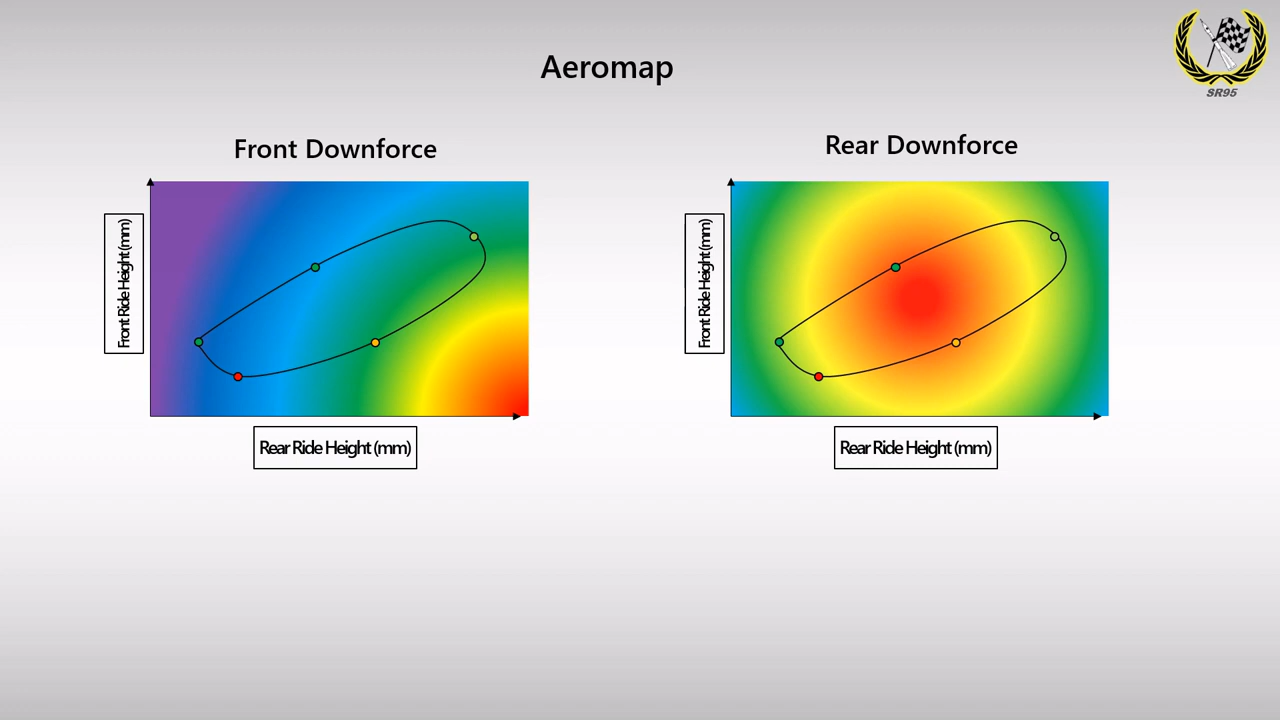 Aeromap
SR95
Front Downforce
Rear Downforce
Front Ride Height (mm)
Front Ride Height (mm)
Rear Ride Height (mm)
Rear Ride Height (mm)